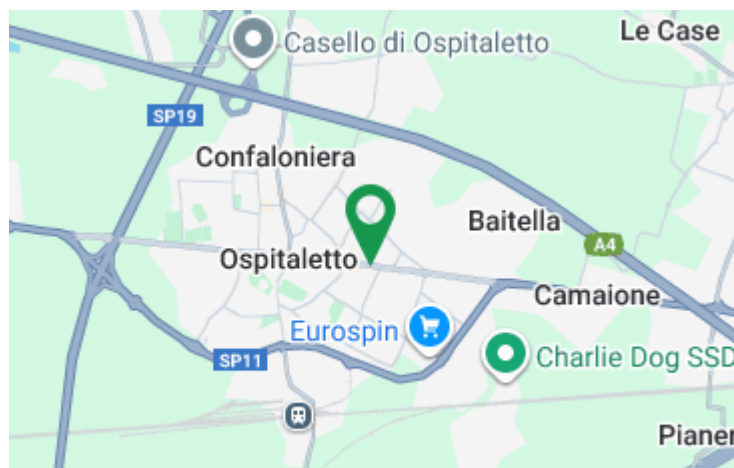 Le Case
Casello di Ospitaletto
SP19
Confaloniera
Baitella
A4
Ospitaletto
Camaione
Eurospin
Charlie Dog SSD
SP11
Pianer